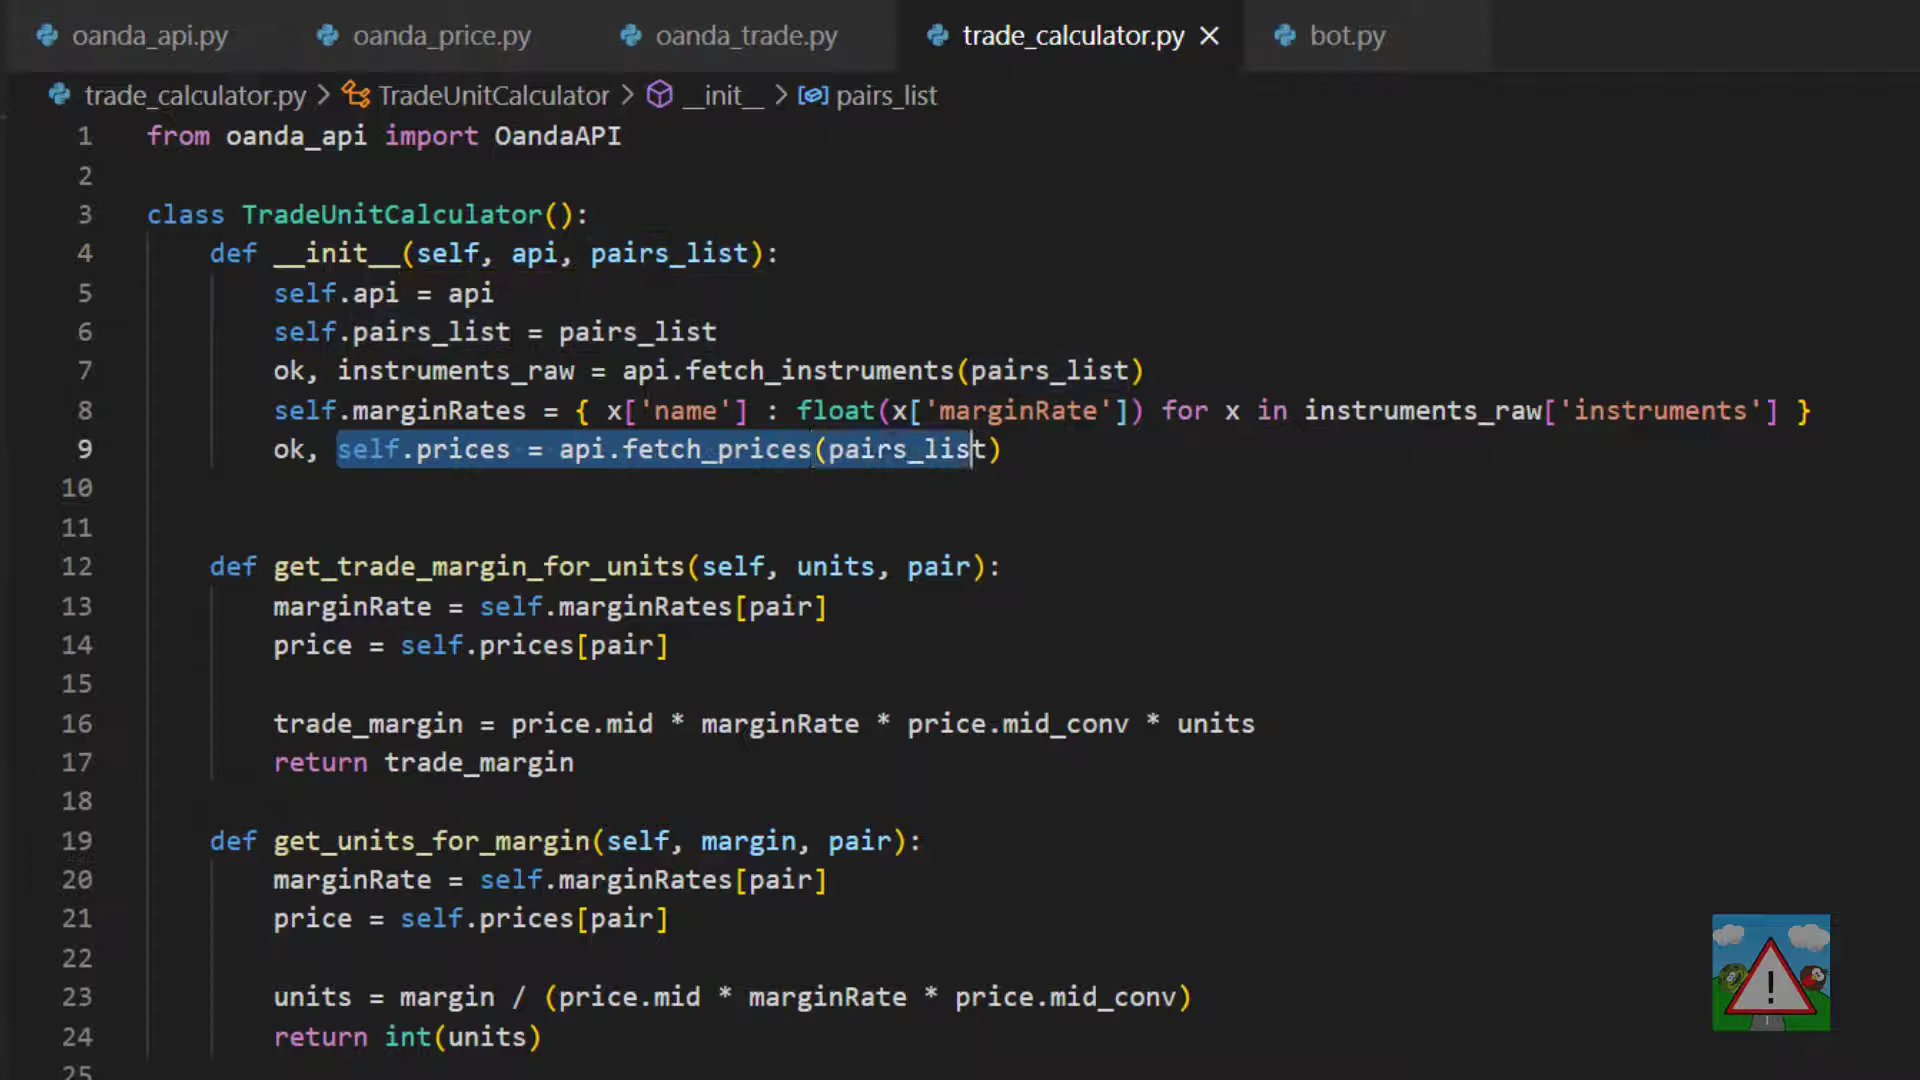 oanda_api.py oanda_price.py oanda_trade.py trade_calculator.py bot.py
trade_calculator.py > TradeUnitCalculator > __init__ > pairs_list
1 from oanda_api import OandaAPI
2
3 class TradeUnitCalculator():
4 def __init__(self, api, pairs_list):
5 self.api = api
6 self.pairs_list = pairs_list
7 ok, instruments_raw = api.fetch_instruments(pairs_list)
8 self.marginRates = { x['name'] : float(x['marginRate']) for x in instruments_raw['instruments'] }
9 ok, self.prices = api.fetch_prices(pairs_list)
10
11
12 def get_trade_margin_for_units(self, units, pair):
13 marginRate = self.marginRates[pair]
14 price = self.prices[pair]
15
16 trade_margin = price.mid * marginRate * price.mid_conv * units
17 return trade_margin
18
19 def get_units_for_margin(self, margin, pair):
20 marginRate = self.marginRates[pair]
21 price = self.prices[pair]
22
23 units = margin / (price.mid * marginRate * price.mid_conv)
24 return int(units)
25
!